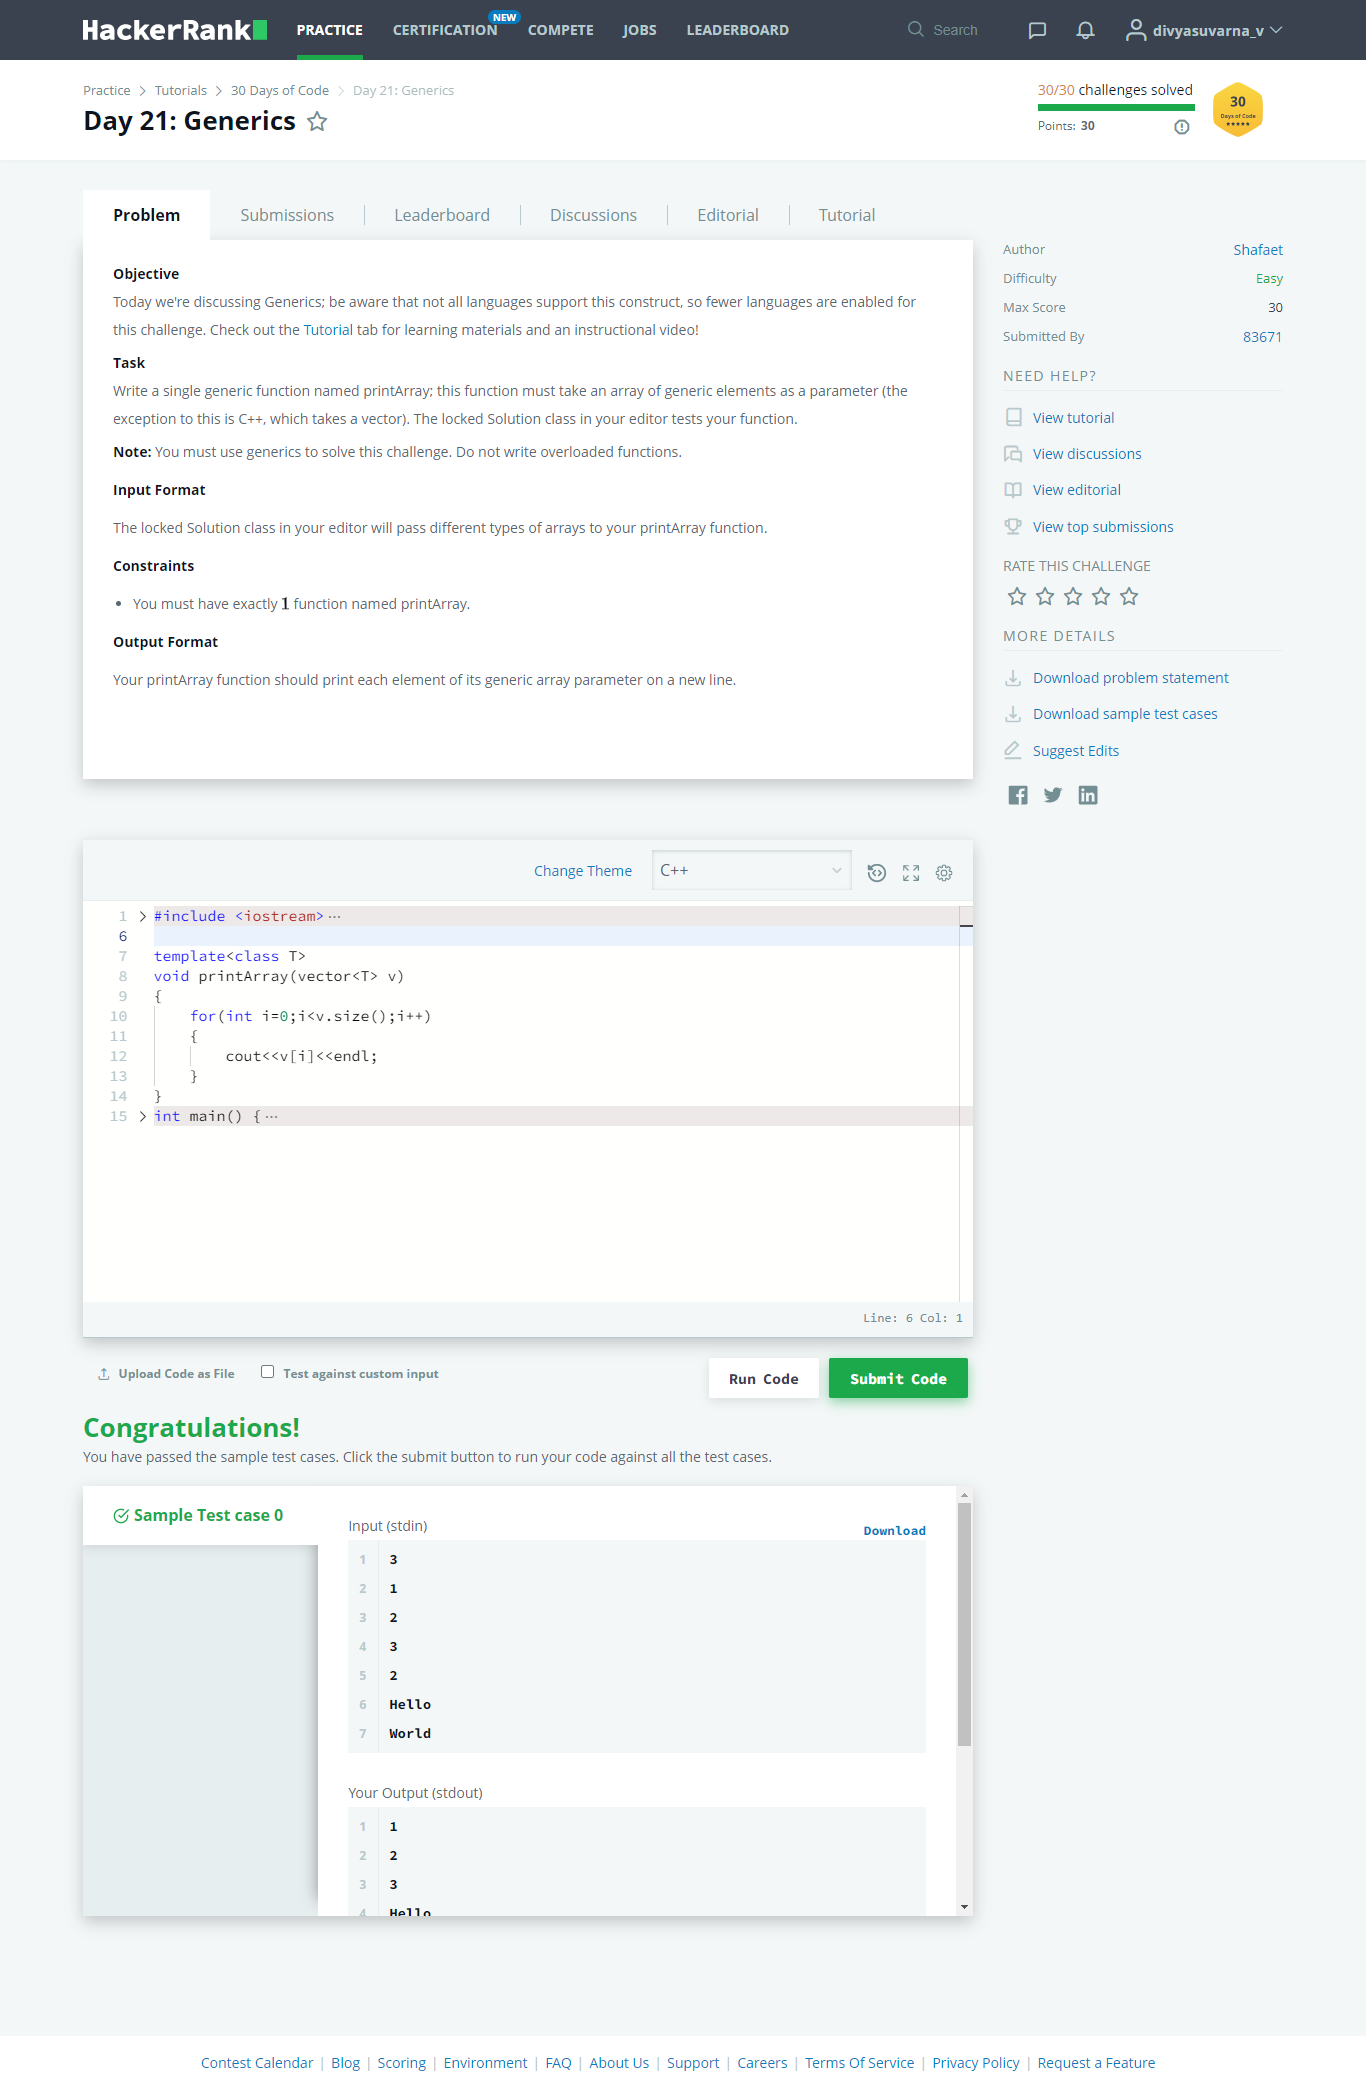 HackerRank PRACTICE CERTIFICATION NEW COMPETE JOBS LEADERBOARD Search divyasuvarna_v
Practice > Tutorials > 30 Days of Code > Day 21: Generics
Day 21: Generics
30/30 challenges solved
Points: 30
30
Days of Code
Problem Submissions Leaderboard Discussions Editorial Tutorial
Objective
Today we're discussing Generics; be aware that not all languages support this construct, so fewer languages are enabled for
this challenge. Check out the Tutorial tab for learning materials and an instructional video!
Task
Write a single generic function named printArray; this function must take an array of generic elements as a parameter (the
exception to this is C++, which takes a vector). The locked Solution class in your editor tests your function.
Note: You must use generics to solve this challenge. Do not write overloaded functions.
Input Format
The locked Solution class in your editor will pass different types of arrays to your printArray function.
Constraints
• You must have exactly 1 function named printArray.
Output Format
Your printArray function should print each element of its generic array parameter on a new line.
Author Shafaet
Difficulty Easy
Max Score 30
Submitted By 83671
NEED HELP?
View tutorial
View discussions
View editorial
View top submissions
RATE THIS CHALLENGE
MORE DETAILS
Download problem statement
Download sample test cases
Suggest Edits
Change Theme C++
1 #include <iostream>···
6
7 template<class T>
8 void printArray(vector<T> v)
9 {
10 for(int i=0;i<v.size();i++)
11 {
12 cout<<v[i]<<endl;
13 }
14 }
15 int main() {···
Line: 6 Col: 1
Upload Code as File Test against custom input Run Code Submit Code
Congratulations!
You have passed the sample test cases. Click the submit button to run your code against all the test cases.
Sample Test case 0
Input (stdin) Download
1 3
2 1
3 2
4 3
5 2
6 Hello
7 World
Your Output (stdout)
1 1
2 2
3 3
4 Hello
Contest Calendar | Blog | Scoring | Environment | FAQ | About Us | Support | Careers | Terms Of Service | Privacy Policy | Request a Feature